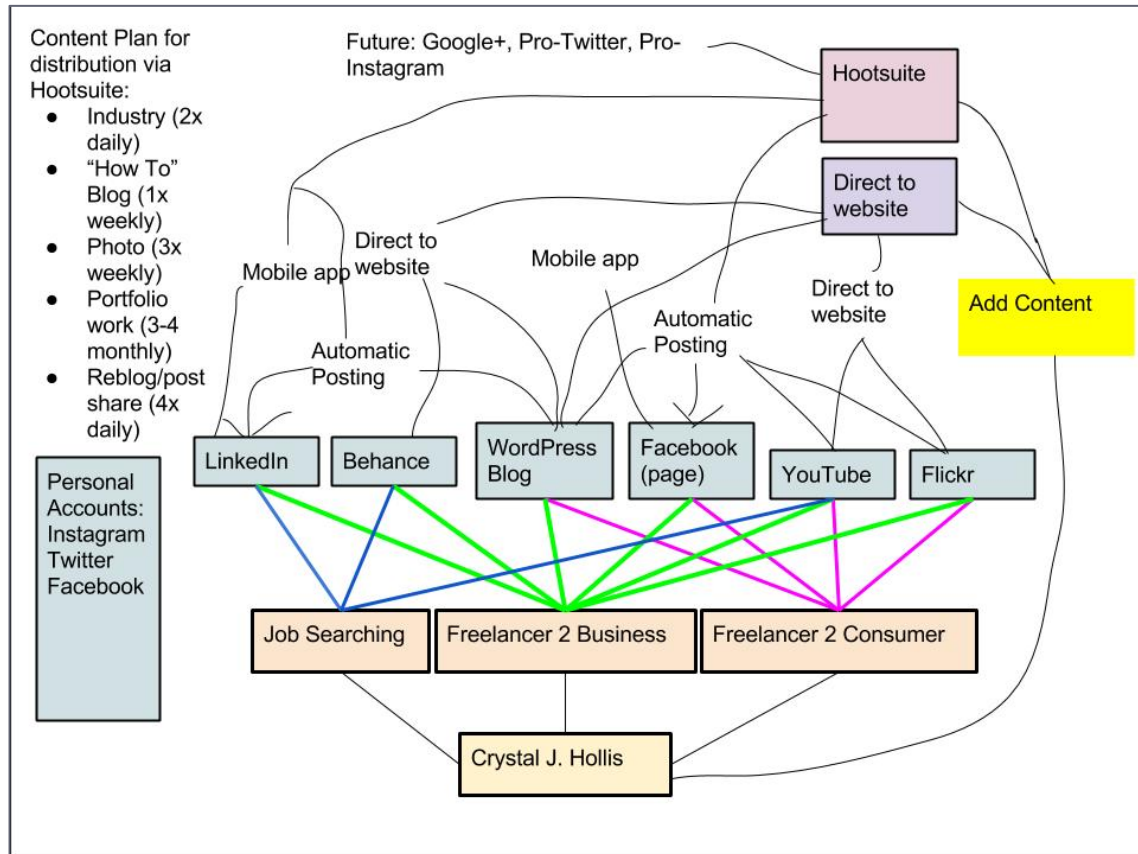 Content Plan for
distribution via
Hootsuite:
● Industry (2x
daily)
● “How To”
Blog (1x
weekly)
● Photo (3x
weekly)
● Portfolio
work (3-4
monthly)
● Reblog/post
share (4x
daily)
Future: Google+, Pro-Twitter, Pro-
Instagram
Hootsuite
Direct to
website
Mobile app
Direct to
website
Mobile app
Direct to
website
Add Content
Automatic
Posting
Automatic
Posting
LinkedIn
Behance
WordPress
Blog
Facebook
(page)
YouTube
Flickr
Personal
Accounts:
Instagram
Twitter
Facebook
Job Searching
Freelancer 2 Business
Freelancer 2 Consumer
Crystal J. Hollis